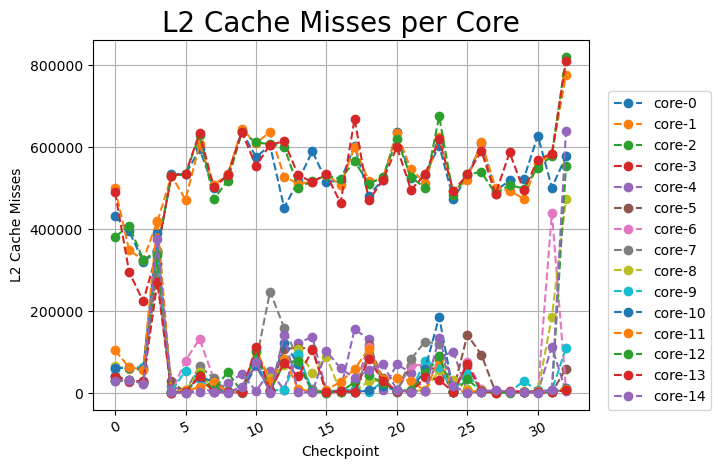 L2 Cache Misses per Core
L2 Cache Misses
800000
600000
400000
200000
0
0 5 10 15 20 25 30
Checkpoint
core-0
core-1
core-2
core-3
core-4
core-5
core-6
core-7
core-8
core-9
core-10
core-11
core-12
core-13
core-14